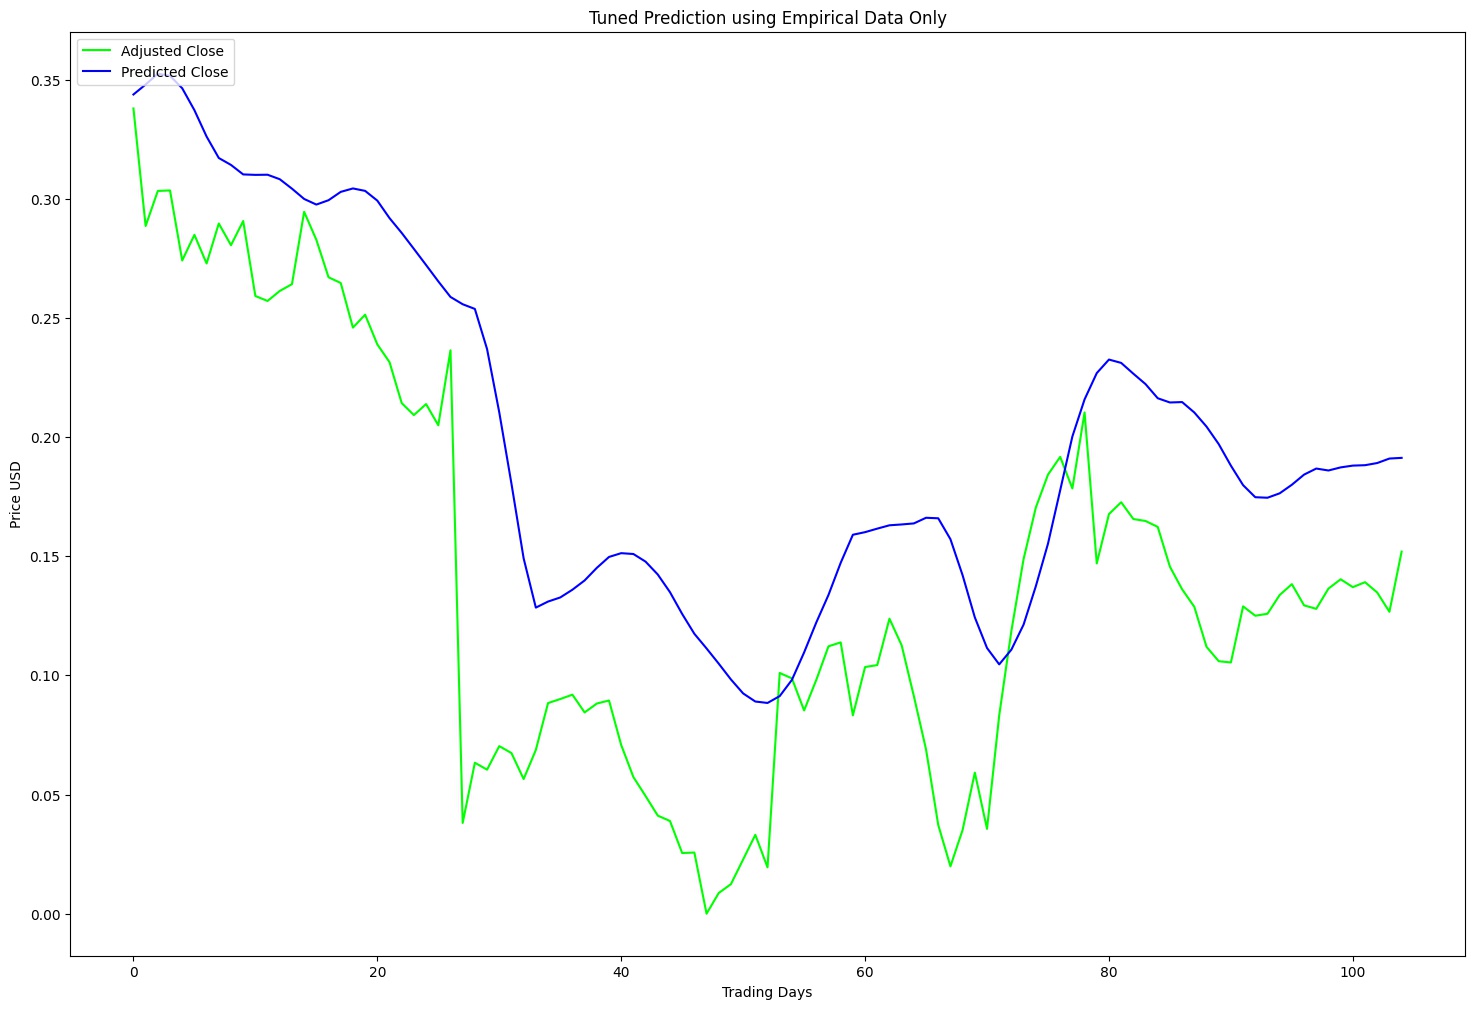 Tuned Prediction using Empirical Data Only
Adjusted Close
Predicted Close
Price USD
0.35
0.30
0.25
0.20
0.15
0.10
0.05
0.00
0 20 40 60 80 100
Trading Days